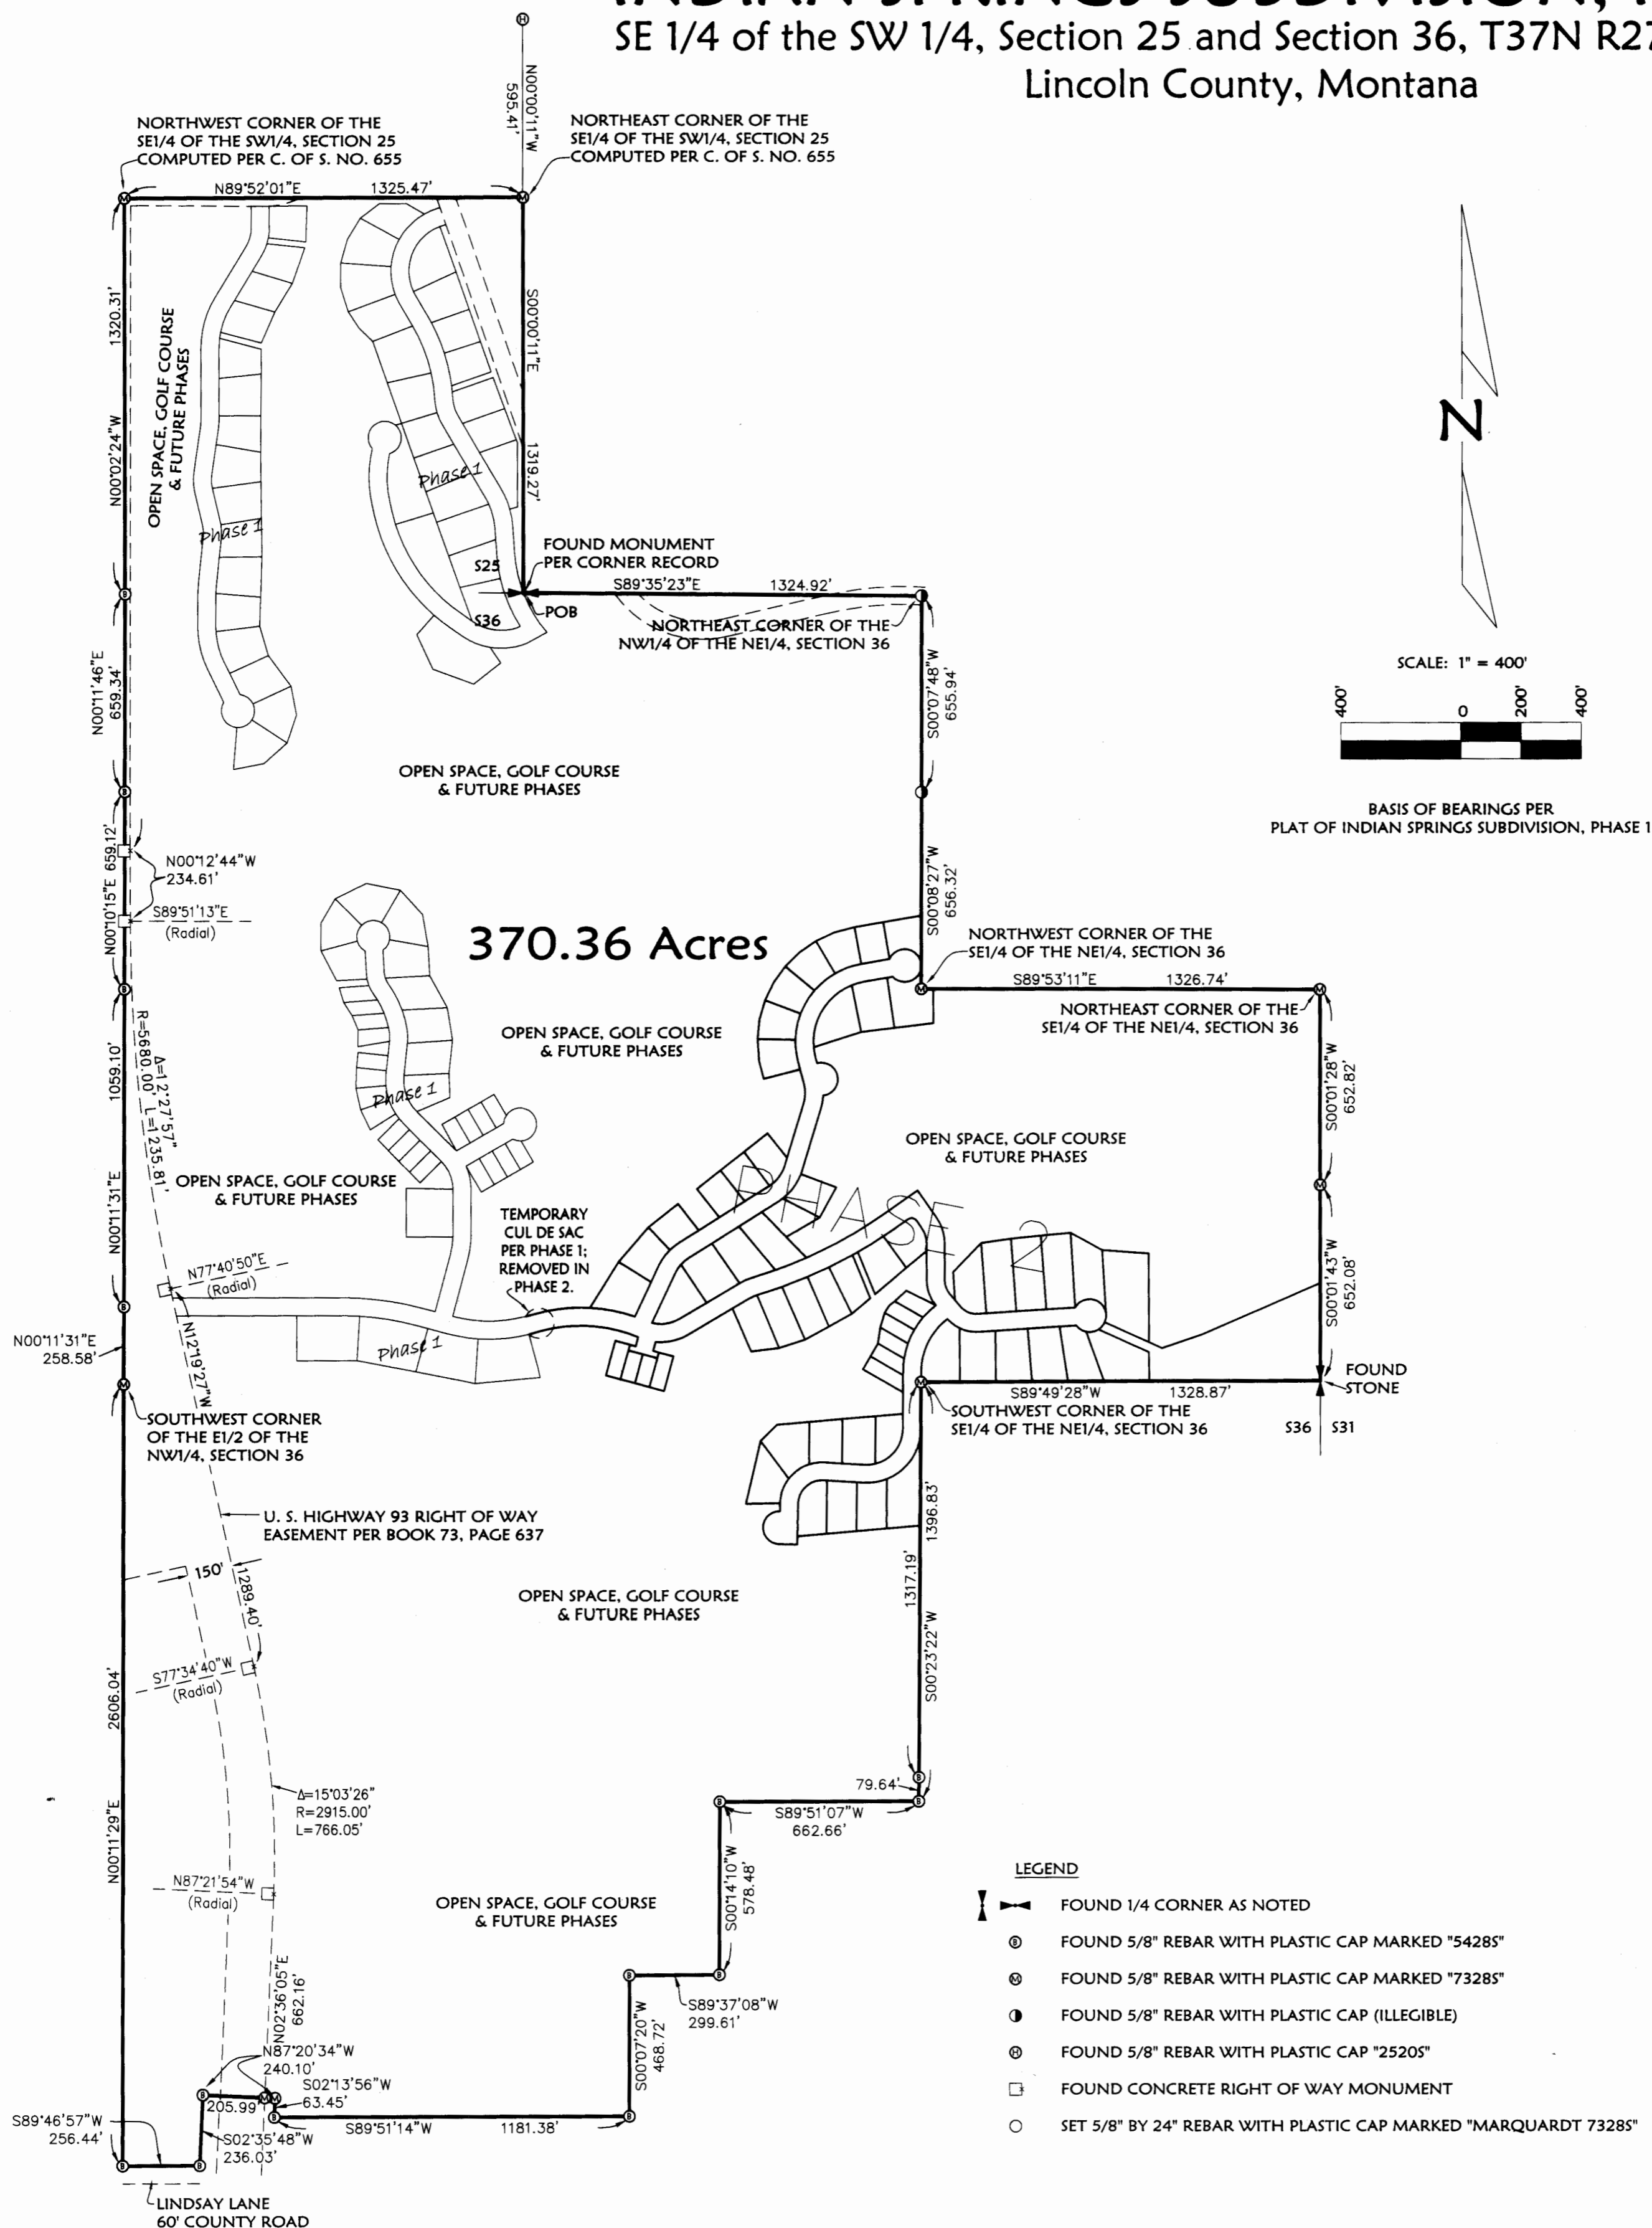 SE 1/4 of the SW 1/4, Section 25 and Section 36, T37N
Lincoln County, Montana
N00°00'11"W
595.41'
NORTHWEST CORNER OF THE
SE1/4 OF THE SW1/4, SECTION 25
COMPUTED PER C. OF S. NO. 655
NORTHEAST CORNER OF THE
SE1/4 OF THE SW1/4, SECTION 25
COMPUTED PER C. OF S. NO. 655
N89°52'01"E 1325.47'
1320.31'
N00°02'24"W
OPEN SPACE, GOLF COURSE
& FUTURE PHASES
Phase 1
Phase 1
S00°00'11"E
1319.27'
N
FOUND MONUMENT
PER CORNER RECORD
S25
S36
POB
S89°35'23"E 1324.92'
NORTHEAST CORNER OF THE
NW1/4 OF THE NE1/4, SECTION 36
SCALE: 1" = 400'
400' 0 200' 400'
N00°11'46"E
659.34'
S00°07'48"W
655.94'
OPEN SPACE, GOLF COURSE
& FUTURE PHASES
BASIS OF BEARINGS PER
PLAT OF INDIAN SPRINGS SUBDIVISION, PHASE 1
N00°10'15"E 659.12'
N00°12'44"W
234.61'
S89°51'13"E
(Radial)
370.36 Acres
S00°08'27"W
656.32'
NORTHWEST CORNER OF THE
SE1/4 OF THE NE1/4, SECTION 36
S89°53'11"E 1326.74'
NORTHEAST CORNER OF THE
SE1/4 OF THE NE1/4, SECTION 36
OPEN SPACE, GOLF COURSE
& FUTURE PHASES
1059.10'
N00°11'31"E
Δ=12°27'57"
R=5680.00' L=1235.81'
Phase 1
S00°01'28"W
652.82'
OPEN SPACE, GOLF COURSE
& FUTURE PHASES
OPEN SPACE, GOLF COURSE
& FUTURE PHASES
PHASE 2
TEMPORARY
CUL DE SAC
PER PHASE 1;
REMOVED IN
PHASE 2.
N77°40'50"E
(Radial)
S00°01'43"W
652.08'
N00°11'31"E
258.58'
N12°19'27"W
Phase 1
FOUND
STONE
S89°49'28"W 1328.87'
SOUTHWEST CORNER OF THE
SE1/4 OF THE NE1/4, SECTION 36
S36 S31
SOUTHWEST CORNER
OF THE E1/2 OF THE
NW1/4, SECTION 36
U. S. HIGHWAY 93 RIGHT OF WAY
EASEMENT PER BOOK 73, PAGE 637
150'
1289.40'
1396.83'
1317.19'
S00°23'22"W
OPEN SPACE, GOLF COURSE
& FUTURE PHASES
S77°34'40"W
(Radial)
2606.04'
N00°11'29"E
Δ=15°03'26"
R=2915.00'
L=766.05'
79.64'
S89°51'07"W
662.66'
S00°14'10"W
578.48'
N87°21'54"W
(Radial)
OPEN SPACE, GOLF COURSE
& FUTURE PHASES
LEGEND
FOUND 1/4 CORNER AS NOTED
B FOUND 5/8" REBAR WITH PLASTIC CAP MARKED "5428S"
M FOUND 5/8" REBAR WITH PLASTIC CAP MARKED "7328S"
FOUND 5/8" REBAR WITH PLASTIC CAP (ILLEGIBLE)
H FOUND 5/8" REBAR WITH PLASTIC CAP "2520S"
FOUND CONCRETE RIGHT OF WAY MONUMENT
SET 5/8" BY 24" REBAR WITH PLASTIC CAP MARKED "MARQUARDT 7328S"
N02°36'05"E
662.16'
S89°37'08"W
299.61'
S00°07'20"W
468.72'
N87°20'34"W
240.10'
S02°13'56"W
63.45'
205.99'
S89°51'14"W 1181.38'
S89°46'57"W
256.44'
S02°35'48"W
236.03'
LINDSAY LANE
60' COUNTY ROAD